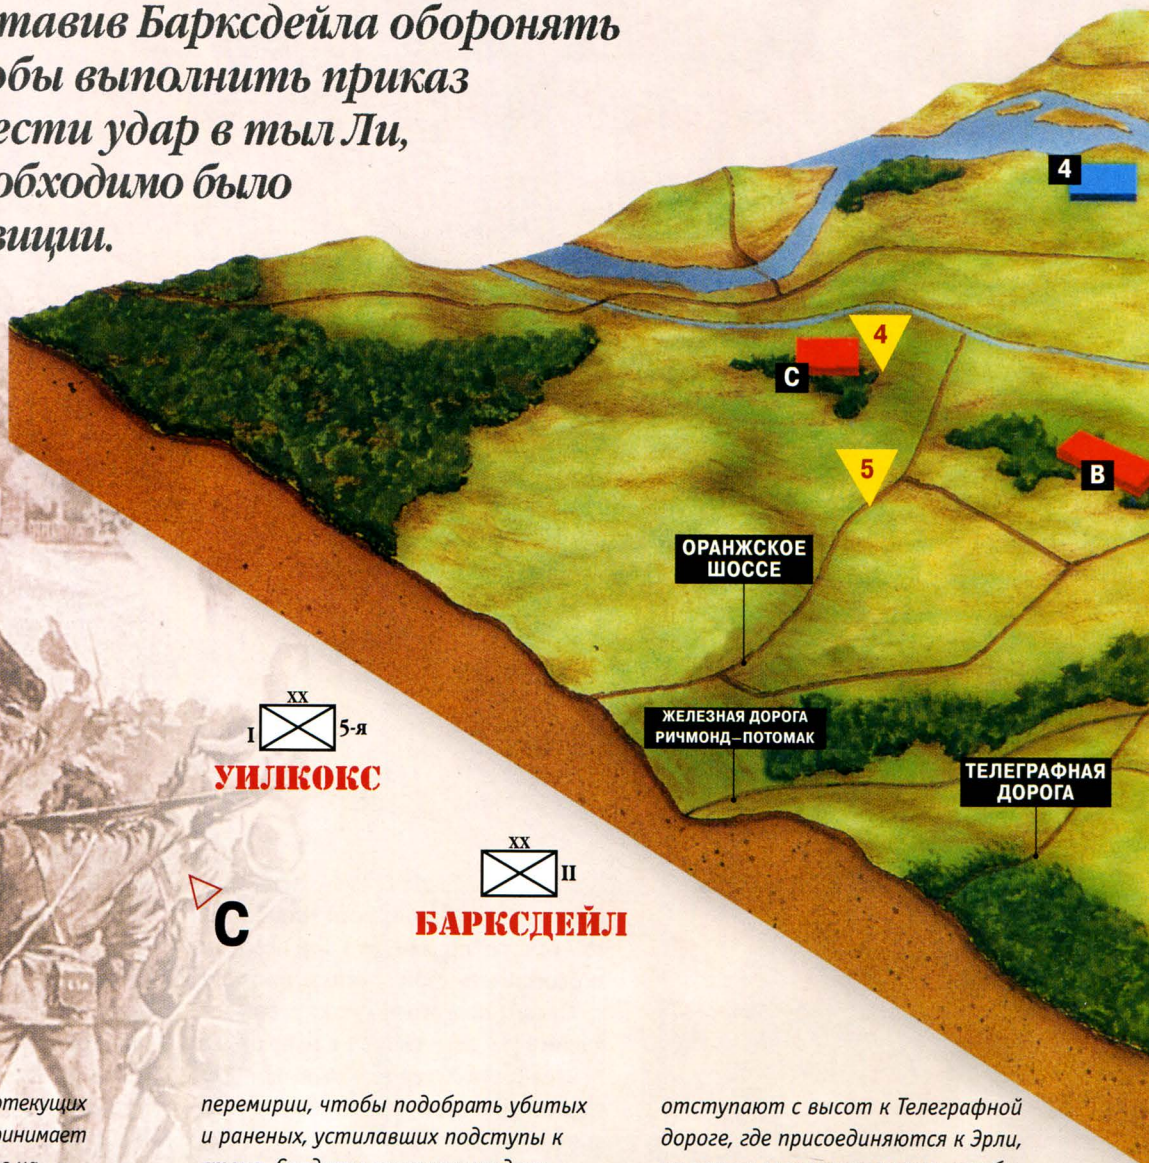 тавив Барксдейла оборонять
обы выполнить приказ
ести удар в тыл Ли,
обходимо было
зиции.
4
4
С
5
В
ОРАНЖСКОЕ
ШОССЕ
ЖЕЛЕЗНАЯ ДОРОГА
РИЧМОНД–ПОТОМАК
ТЕЛЕГРАФНАЯ
ДОРОГА
XX
I 5-я
УИЛКОКС
XX
II
БАРКСДЕЙЛ
С
отекущих
ринимает
перемирии, чтобы подобрать убитых
и раненых, устилавших подступы к
отступают с высот к Телеграфной
дороге, где присоединяются к Эрли,